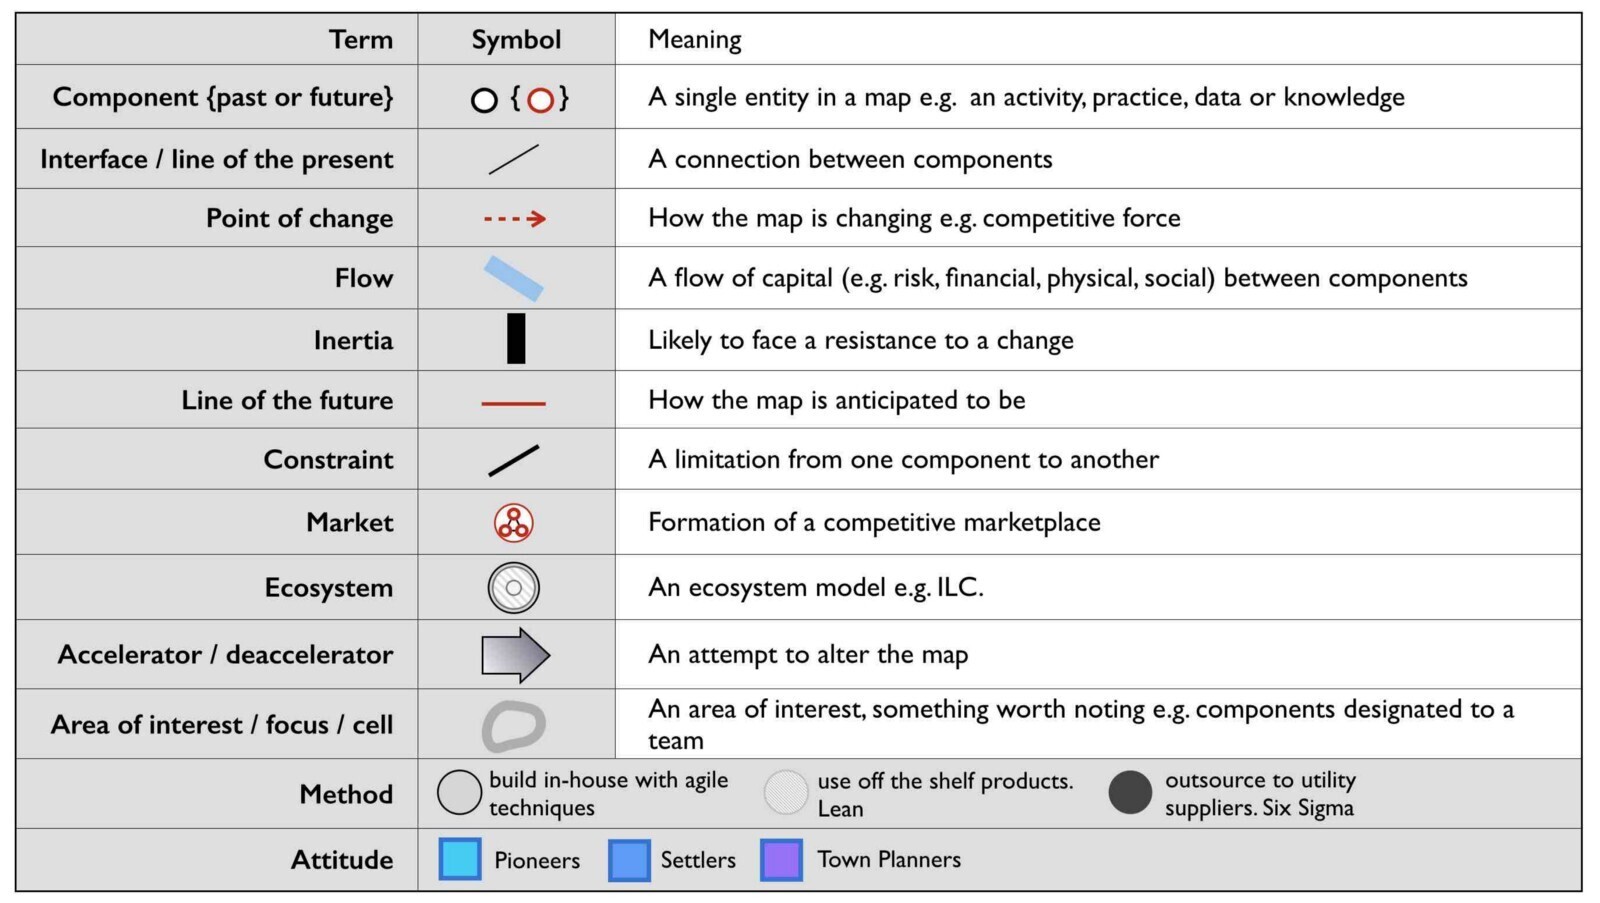 Term Symbol Meaning
Component {past or future} { } A single entity in a map e.g. an activity, practice, data or knowledge
Interface / line of the present A connection between components
Point of change How the map is changing e.g. competitive force
Flow A flow of capital (e.g. risk, financial, physical, social) between components
Inertia Likely to face a resistance to a change
Line of the future How the map is anticipated to be
Constraint A limitation from one component to another
Market Formation of a competitive marketplace
Ecosystem An ecosystem model e.g. ILC.
Accelerator / deaccelerator An attempt to alter the map
Area of interest / focus / cell An area of interest, something worth noting e.g. components designated to a
team
Method build in-house with agile
techniques
use off the shelf products.
Lean
outsource to utility
suppliers. Six Sigma
Attitude Pioneers Settlers Town Planners